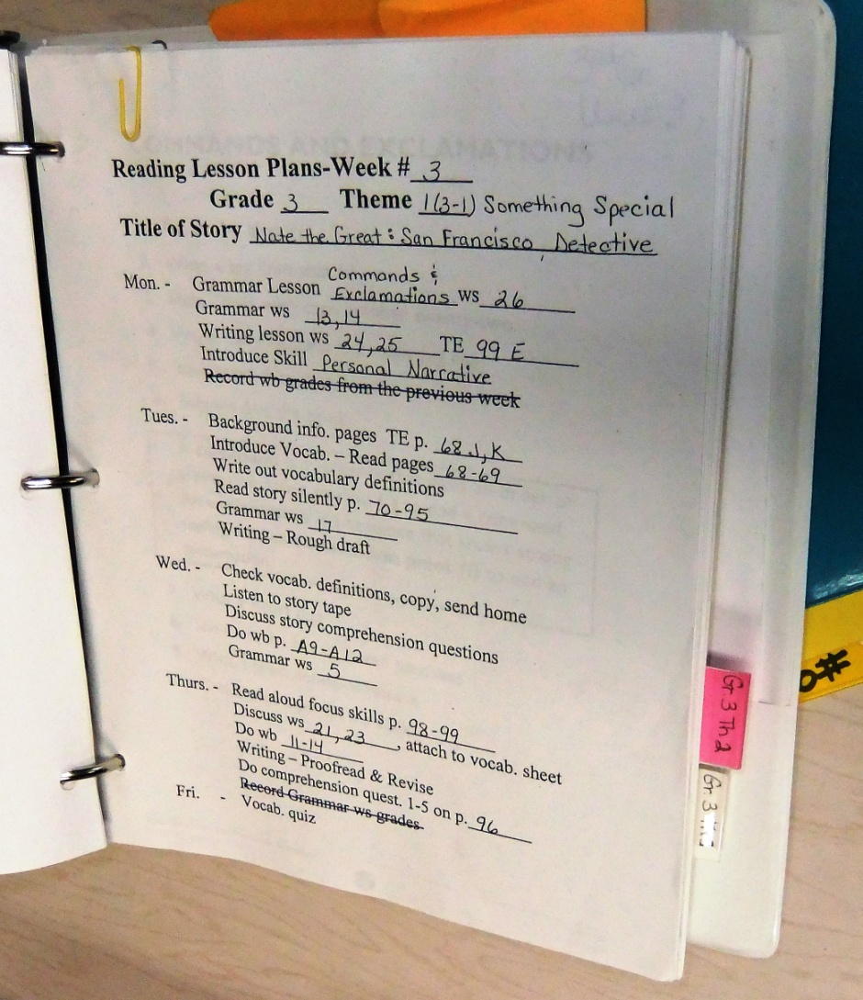 COMMANDS AND EXCLAMATIONS
Reading Lesson Plans-Week # 3
Grade 3 Theme 1(3-1) Something Special
Title of Story Nate the Great : San Francisco Detective
Mon. - Grammar Lesson Commands & Exclamations ws 26
Grammar ws 13,14
Writing lesson ws 24,25 TE 99 E
Introduce Skill Personal Narrative
Record wb grades from the previous week
Tues. - Background info. pages TE p. 68 J, K
Introduce Vocab. – Read pages 68-69
Write out vocabulary definitions
Read story silently p. 70-95
Grammar ws 17
Writing – Rough draft
Wed. - Check vocab. definitions, copy, send home
Listen to story tape
Discuss story comprehension questions
Do wb p. A9-A12
Grammar ws 5
Thurs. - Read aloud focus skills p. 98-99
Discuss ws 21, 23, attach to vocab. sheet
Do wb 11-14
Writing – Proofread & Revise
Do comprehension quest. 1-5 on p. 96
Record Grammar ws grades
Fri. - Vocab. quiz
Gr. 3 Th 2
Gr. 3
#